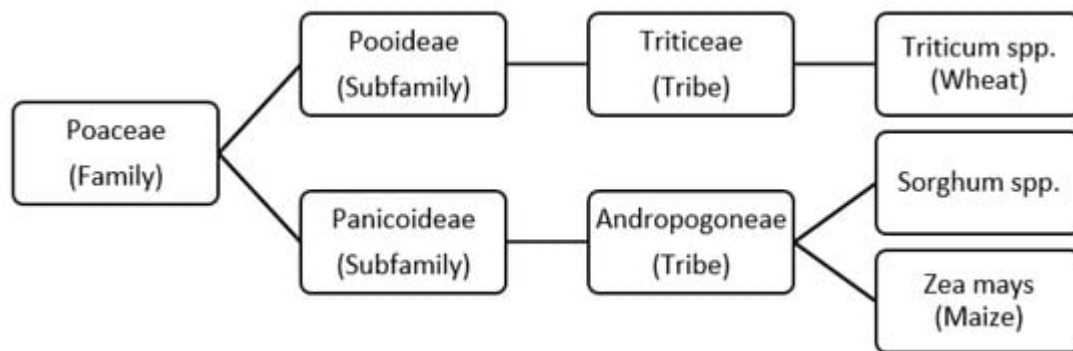 Poaceae
(Family)
Pooideae
(Subfamily)
Triticeae
(Tribe)
Triticum spp.
(Wheat)
Panicoideae
(Subfamily)
Andropogoneae
(Tribe)
Sorghum spp.
Zea mays
(Maize)